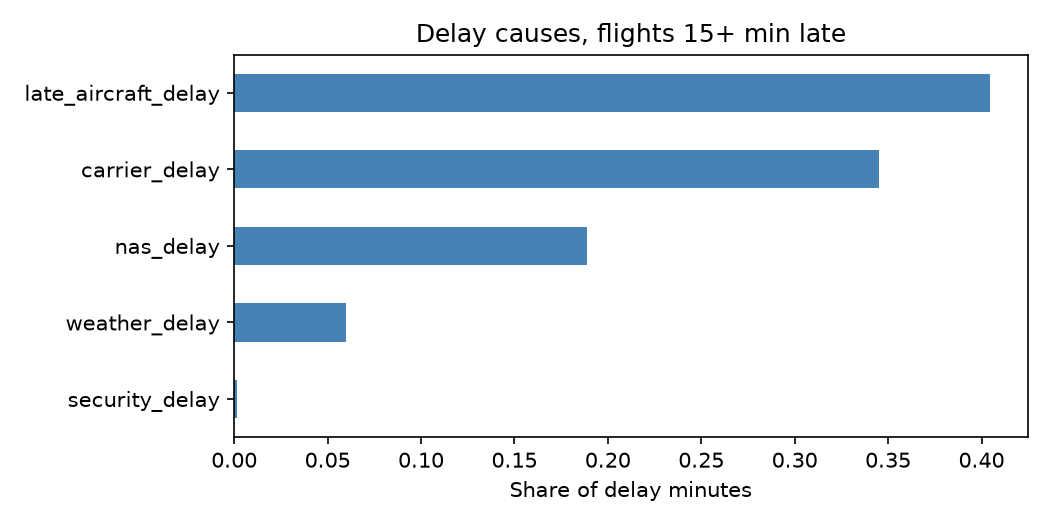 Delay causes, flights 15+ min late
late_aircraft_delay
carrier_delay
nas_delay
weather_delay
security_delay
0.00 0.05 0.10 0.15 0.20 0.25 0.30 0.35 0.40
Share of delay minutes